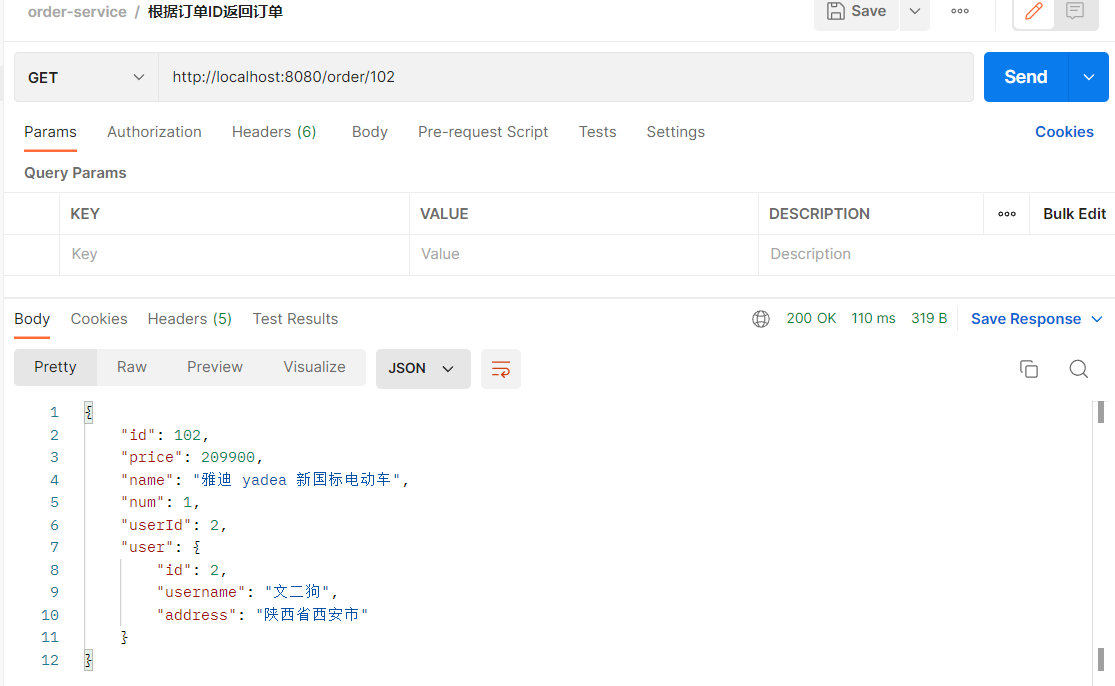 order-service / 根据订单ID返回订单 Save
GET http://localhost:8080/order/102 Send
Params Authorization Headers (6) Body Pre-request Script Tests Settings Cookies
Query Params
KEY VALUE DESCRIPTION Bulk Edit
Key Value Description
Body Cookies Headers (5) Test Results 200 OK 110 ms 319 B Save Response
Pretty Raw Preview Visualize JSON
1 {
2 "id": 102,
3 "price": 209900,
4 "name": "雅迪 yadea 新国标电动车",
5 "num": 1,
6 "userId": 2,
7 "user": {
8 "id": 2,
9 "username": "文二狗",
10 "address": "陕西省西安市"
11 }
12 }